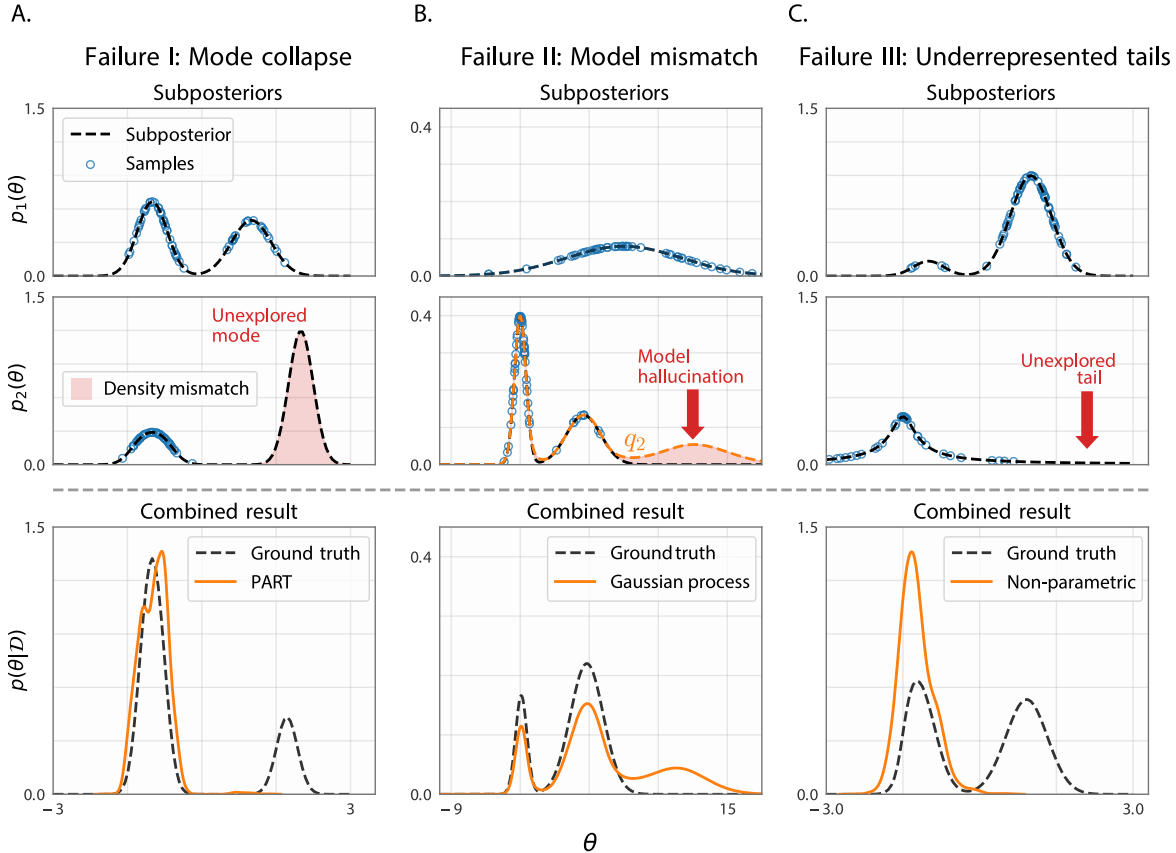 A.
Failure I: Mode collapse
Subposteriors
1.5
Subposterior
Samples
p₁(θ)
0.0
1.5
Unexplored
mode
Density mismatch
p₂(θ)
0.0
Combined result
1.5
Ground truth
PART
p(θ|𝒟)
0.0
−3
3
B.
Failure II: Model mismatch
Subposteriors
0.4
0.0
0.4
Model
hallucination
q₂
0.0
Combined result
0.4
Ground truth
Gaussian process
0.0
−9
15
θ
C.
Failure III: Underrepresented tails
Subposteriors
1.5
0.0
1.5
Unexplored
tail
0.0
Combined result
1.5
Ground truth
Non-parametric
0.0
−3.0
3.0